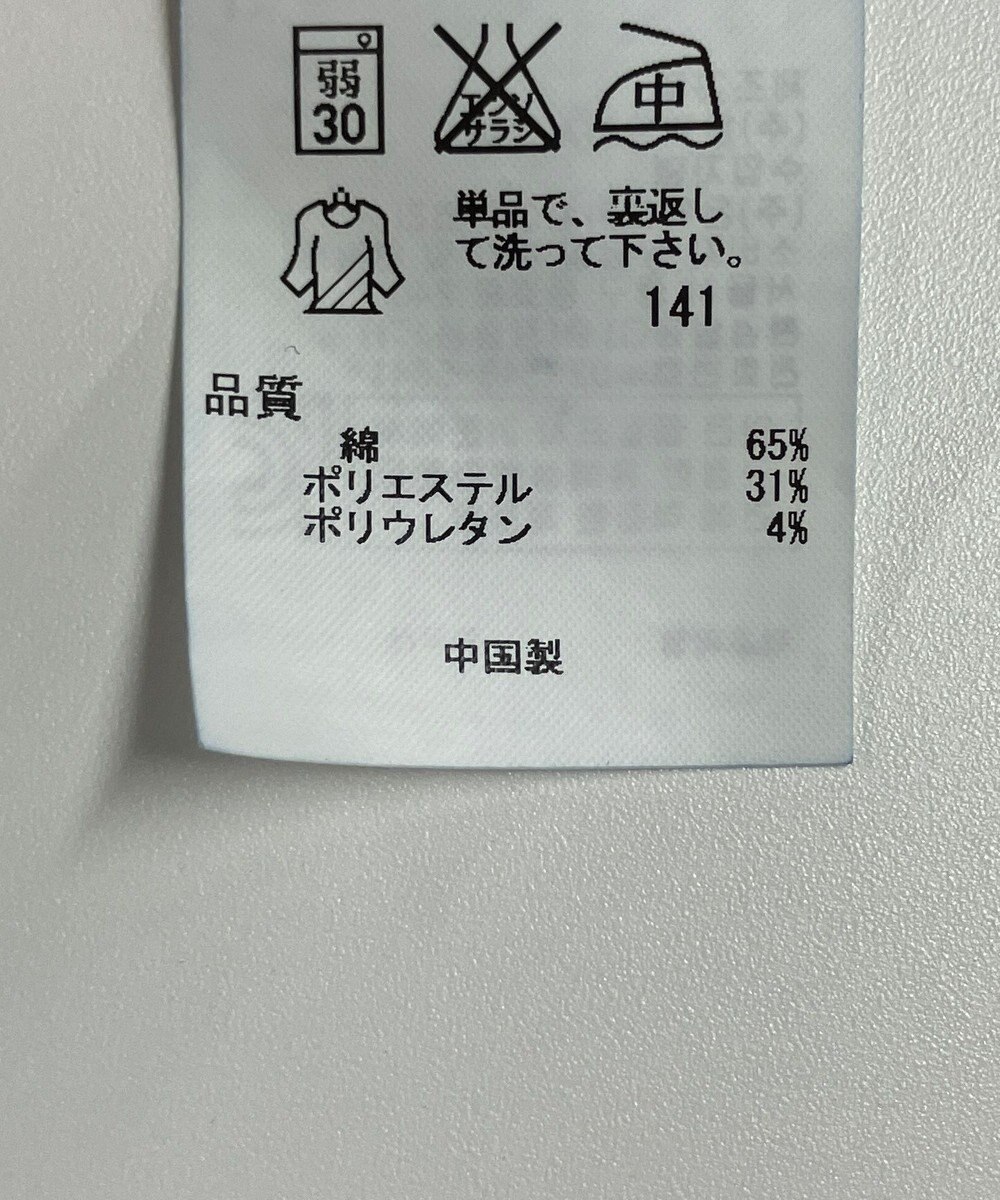 弱
30
エンソ
サラシ
中
単品で、裏返し
て洗って下さい。
141
品質
綿 65%
ポリエステル 31%
ポリウレタン 4%
中国製